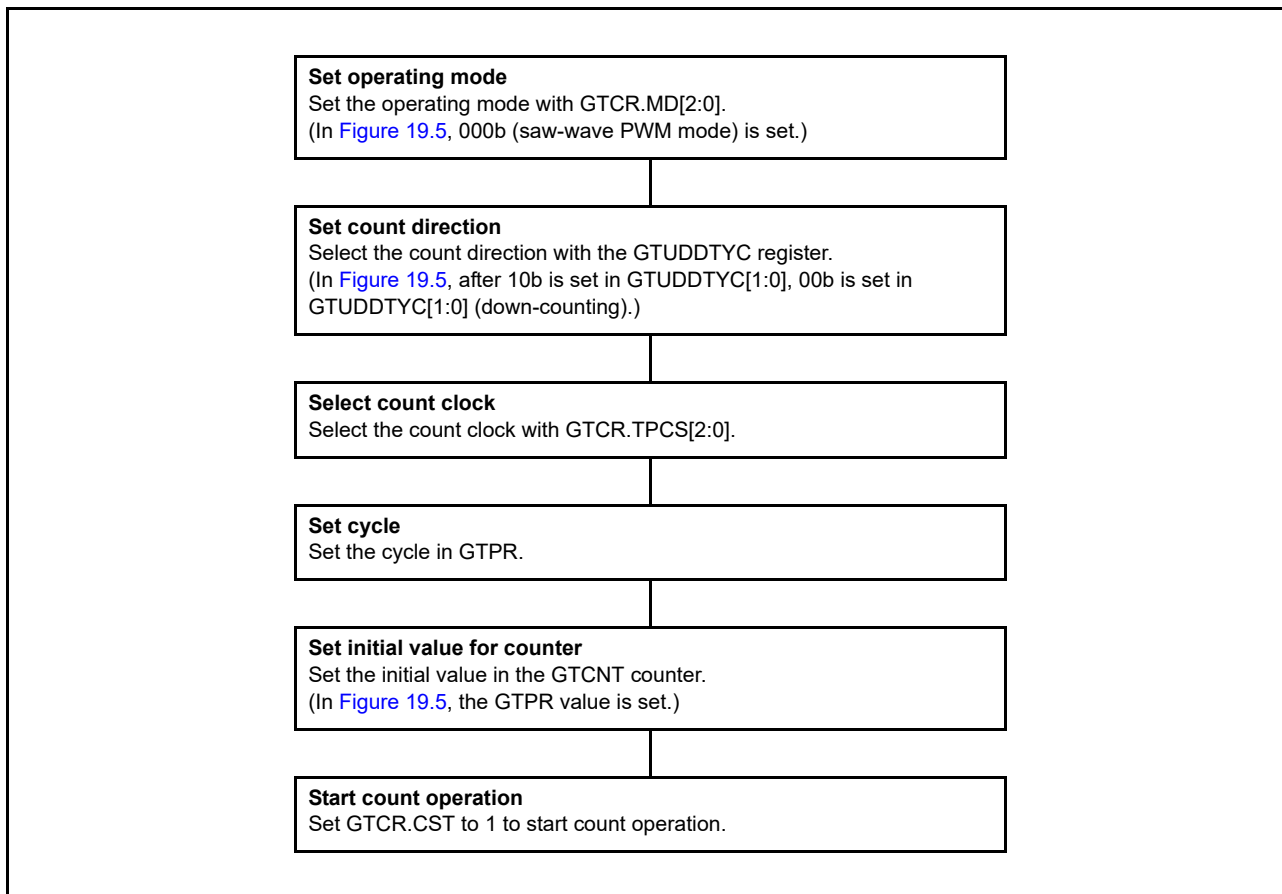 Set operating mode
Set the operating mode with GTCR.MD[2:0].
(In Figure 19.5, 000b (saw-wave PWM mode) is set.)
Set count direction
Select the count direction with the GTUDDTYC register.
(In Figure 19.5, after 10b is set in GTUDDTYC[1:0], 00b is set in
GTUDDTYC[1:0] (down-counting).)
Select count clock
Select the count clock with GTCR.TPCS[2:0].
Set cycle
Set the cycle in GTPR.
Set initial value for counter
Set the initial value in the GTCNT counter.
(In Figure 19.5, the GTPR value is set.)
Start count operation
Set GTCR.CST to 1 to start count operation.